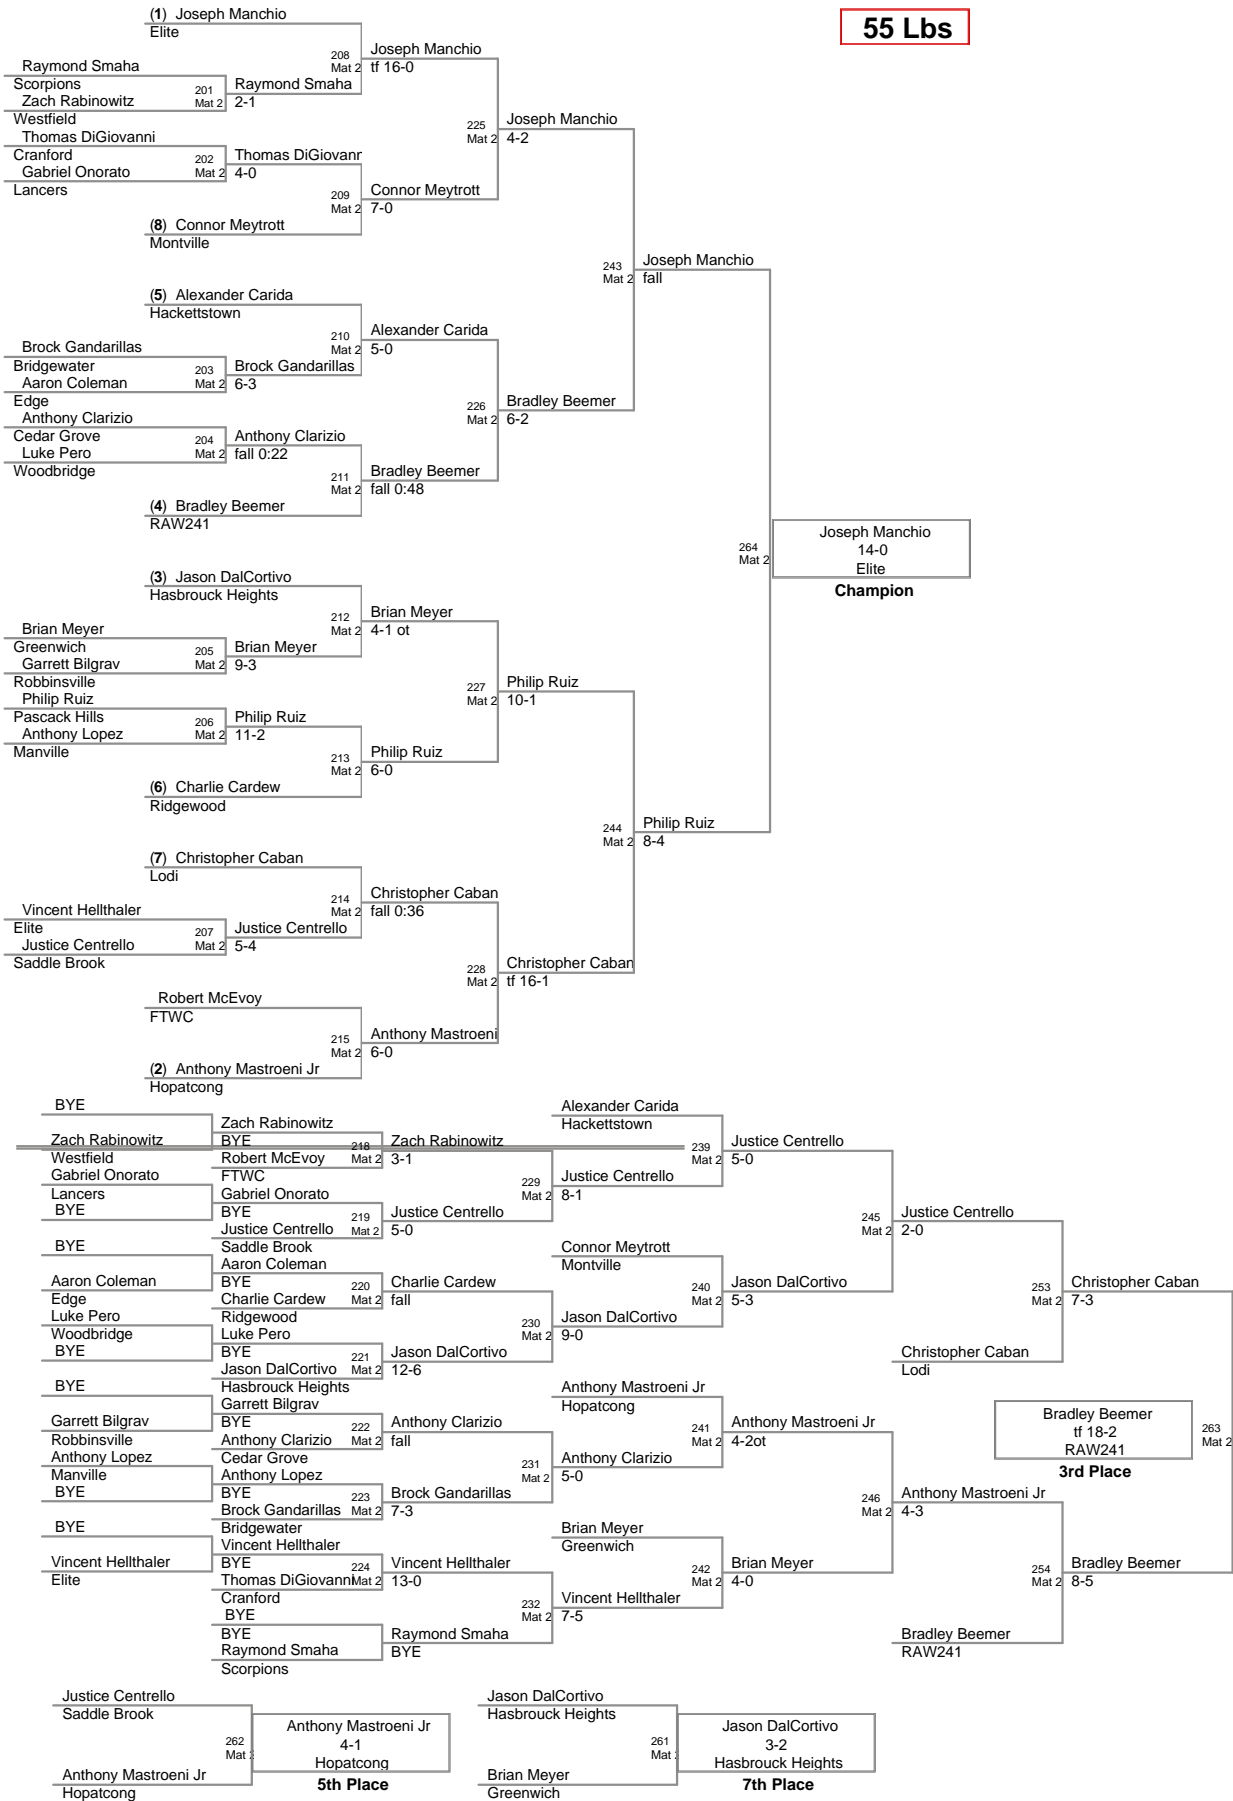 55 Lbs
(1) Joseph Manchio
Elite
208
Mat 2
Joseph Manchio
tf 16-0
Raymond Smaha
Scorpions
201
Mat 2
Raymond Smaha
2-1
Zach Rabinowitz
Westfield
225
Mat 2
Joseph Manchio
4-2
Thomas DiGiovanni
Cranford
202
Mat 2
Thomas DiGiovann
4-0
Gabriel Onorato
Lancers
209
Mat 2
Connor Meytrott
7-0
(8) Connor Meytrott
Montville
243
Mat 2
Joseph Manchio
fall
(5) Alexander Carida
Hackettstown
210
Mat 2
Alexander Carida
5-0
Brock Gandarillas
Bridgewater
203
Mat 2
Brock Gandarillas
6-3
Aaron Coleman
Edge
226
Mat 2
Bradley Beemer
6-2
Anthony Clarizio
Cedar Grove
204
Mat 2
Anthony Clarizio
fall 0:22
Luke Pero
Woodbridge
211
Mat 2
Bradley Beemer
fall 0:48
(4) Bradley Beemer
RAW241
264
Mat 2
Joseph Manchio
14-0
Elite
Champion
(3) Jason DalCortivo
Hasbrouck Heights
212
Mat 2
Brian Meyer
4-1 ot
Brian Meyer
Greenwich
205
Mat 2
Brian Meyer
9-3
Garrett Bilgrav
Robbinsville
227
Mat 2
Philip Ruiz
10-1
Philip Ruiz
Pascack Hills
206
Mat 2
Philip Ruiz
11-2
Anthony Lopez
Manville
213
Mat 2
Philip Ruiz
6-0
(6) Charlie Cardew
Ridgewood
244
Mat 2
Philip Ruiz
8-4
(7) Christopher Caban
Lodi
214
Mat 2
Christopher Caban
fall 0:36
Vincent Hellthaler
Elite
207
Mat 2
Justice Centrello
5-4
Justice Centrello
Saddle Brook
228
Mat 2
Christopher Caban
tf 16-1
Robert McEvoy
FTWC
215
Mat 2
Anthony Mastroeni
6-0
(2) Anthony Mastroeni Jr
Hopatcong
BYE
Zach Rabinowitz
Westfield
Zach Rabinowitz
BYE
Robert McEvoy
FTWC
218
Mat 2
Zach Rabinowitz
3-1
Gabriel Onorato
Lancers
BYE
Gabriel Onorato
BYE
Justice Centrello
Saddle Brook
219
Mat 2
Justice Centrello
5-0
229
Mat 2
Justice Centrello
8-1
Alexander Carida
Hackettstown
239
Mat 2
Justice Centrello
5-0
BYE
Aaron Coleman
Edge
Aaron Coleman
BYE
Charlie Cardew
Ridgewood
220
Mat 2
Charlie Cardew
fall
Luke Pero
Woodbridge
BYE
Luke Pero
BYE
Jason DalCortivo
Hasbrouck Heights
221
Mat 2
Jason DalCortivo
12-6
230
Mat 2
Jason DalCortivo
9-0
Connor Meytrott
Montville
240
Mat 2
Jason DalCortivo
5-3
245
Mat 2
Justice Centrello
2-0
Christopher Caban
Lodi
253
Mat 2
Christopher Caban
7-3
BYE
Garrett Bilgrav
Robbinsville
Garrett Bilgrav
BYE
Anthony Clarizio
Cedar Grove
222
Mat 2
Anthony Clarizio
fall
Anthony Lopez
Manville
BYE
Anthony Lopez
BYE
Brock Gandarillas
Bridgewater
223
Mat 2
Brock Gandarillas
7-3
231
Mat 2
Anthony Clarizio
5-0
Anthony Mastroeni Jr
Hopatcong
241
Mat 2
Anthony Mastroeni Jr
4-2ot
BYE
Vincent Hellthaler
Elite
Vincent Hellthaler
BYE
Thomas DiGiovanni
Cranford
224
Mat 2
Vincent Hellthaler
13-0
BYE
BYE
Raymond Smaha
Scorpions
Raymond Smaha
BYE
232
Mat 2
Vincent Hellthaler
7-5
Brian Meyer
Greenwich
242
Mat 2
Brian Meyer
4-0
246
Mat 2
Anthony Mastroeni Jr
4-3
Bradley Beemer
RAW241
254
Mat 2
Bradley Beemer
8-5
Bradley Beemer
tf 18-2
RAW241
263
Mat 2
3rd Place
Justice Centrello
Saddle Brook
262
Mat
Anthony Mastroeni Jr
4-1
Hopatcong
5th Place
Anthony Mastroeni Jr
Hopatcong
Jason DalCortivo
Hasbrouck Heights
261
Mat
Jason DalCortivo
3-2
Hasbrouck Heights
7th Place
Brian Meyer
Greenwich